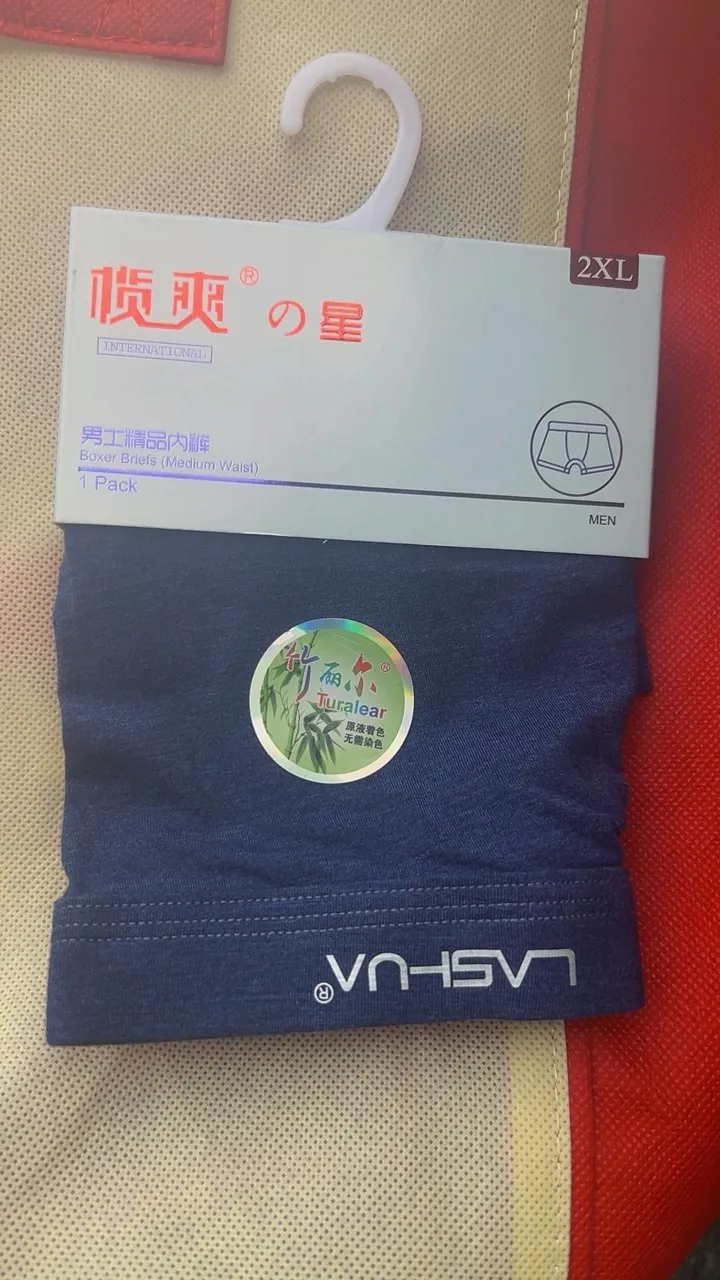 2XL
榄爽® の 星
INTERNATIONAL
男士精品内裤
Boxer Briefs (Medium Waist)
1 Pack
MEN
竹丽尔®
Turalear
原液着色
无需染色
LASHUA®